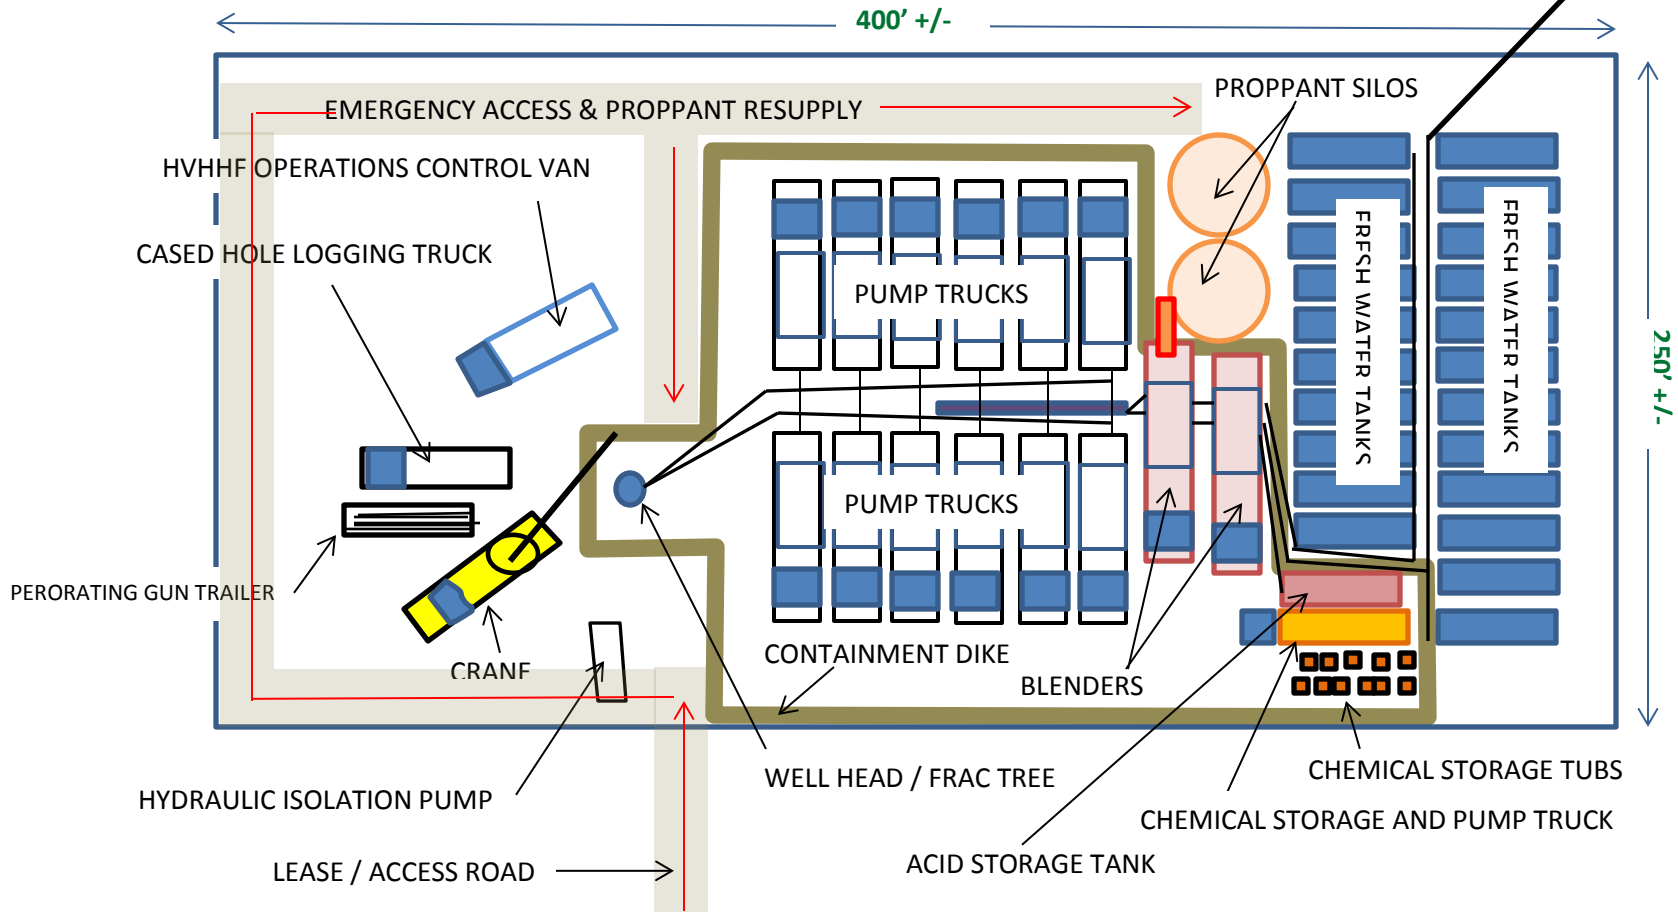 400’ +/-
EMERGENCY ACCESS & PROPPANT RESUPPLY
PROPPANT SILOS
HVHHF OPERATIONS CONTROL VAN
CASED HOLE LOGGING TRUCK
PUMP TRUCKS
FRESH WATER TANKS
FRESH WATER TANKS
250’ +/-
PUMP TRUCKS
PERORATING GUN TRAILER
CRANE
CONTAINMENT DIKE
BLENDERS
WELL HEAD / FRAC TREE
CHEMICAL STORAGE TUBS
HYDRAULIC ISOLATION PUMP
CHEMICAL STORAGE AND PUMP TRUCK
ACID STORAGE TANK
LEASE / ACCESS ROAD